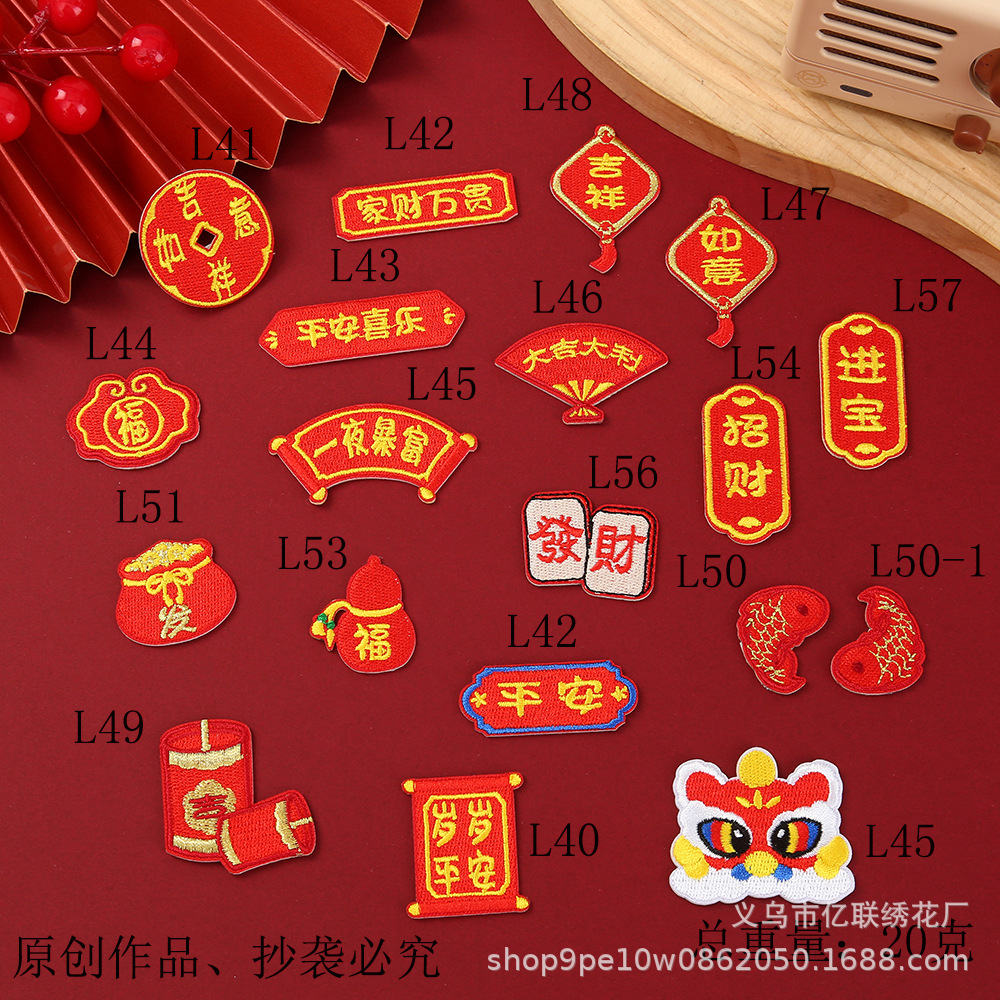 L48
L41
L42
吉祥
如意
家财万贯
吉
祥
L47
如
意
L43
L46
L57
平安喜乐
L44
大吉大利
L54
进
宝
福
L45
一夜暴富
招
财
L56
L51
發財
L53
L50
L50-1
发
福
L42
平安
L49
吉
岁岁
平安
L40
L45
义乌市亿联绣花厂
总重量：20克
原创作品、抄袭必究
shop9pe10w0862050.1688.com